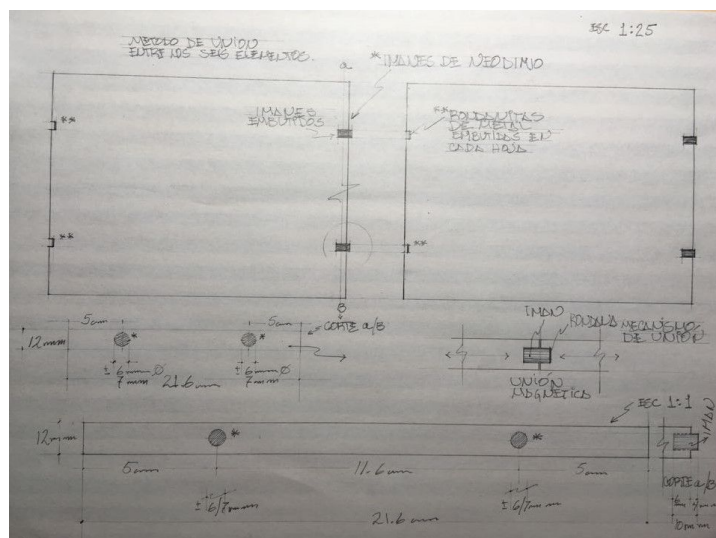 ESC 1:25
METODO DE UNION
ENTRE LOS SEIS ELEMENTOS.
a
*IMANES DE NEODIMIO
IMANES
EMBUTIDOS
**RONDANITAS
DE METAL
EMBUTIDAS EN
CADA HOJA
**
**
**
B
5cm
5cm
CORTE a/B
12mm
*
*
± 6mm Ø
7mm
± 6mm Ø
7mm
21.6cm
IMAN
RONDANA
MECANISMOS
DE UNION
UNIÓN
MAGNETICA
ESC 1:1
12mm
*
*
IMAN*
5cm
11.6cm
5cm
CORTE a/B
± 6/7mm
± 6/7mm
10mm
21.6cm